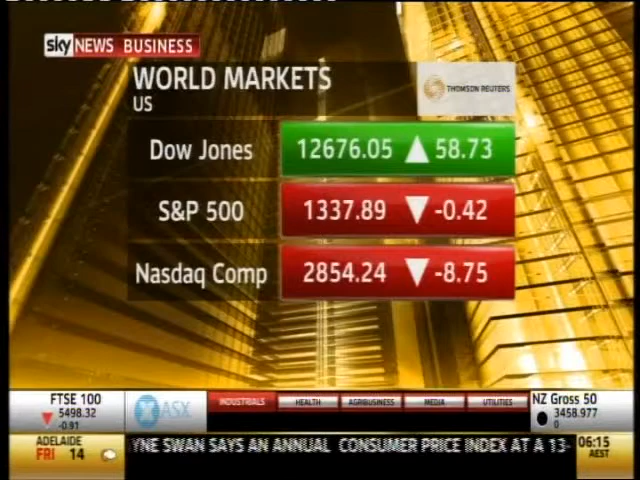 sky NEWS BUSINESS
WORLD MARKETS
US
THOMSON REUTERS
Dow Jones 12676.05 58.73
S&P 500 1337.89 -0.42
Nasdaq Comp 2854.24 -8.75
FTSE 100
5498.32
-0.91
ASX
INDUSTRIALS HEALTH AGRIBUSINESS MEDIA UTILITIES
NZ Gross 50
3458.977
0
ADELAIDE
FRI 14
YNE SWAN SAYS AN ANNUAL CONSUMER PRICE INDEX AT A 13-
06:15
AEST